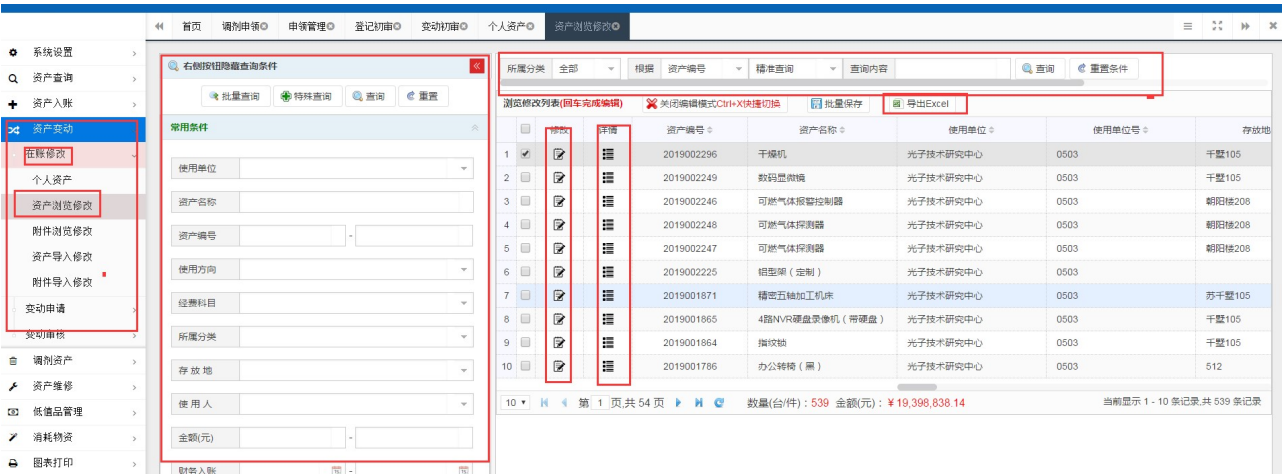 首页 调剂申领 申领管理 登记初审 变动初审 个人资产 资产浏览修改
系统设置
资产查询
资产入账
资产变动
在账修改
个人资产
资产浏览修改
附件浏览修改
资产导入修改
附件导入修改
变动申请
变动审核
调剂资产
资产维修
低值品管理
消耗物资
图表打印
右侧按钮隐藏查询条件
批量查询 特殊查询 查询 重置
常用条件
使用单位
资产名称
资产编号 -
使用方向
经费科目
所属分类
存放地
使用人
金额(元) -
财务入账 -
所属分类 全部 根据 资产编号 精准查询 查询内容 查询 重置条件
浏览修改列表(回车完成编辑) 关闭编辑模式Ctrl+X快捷切换 批量保存 导出Excel
修改 详情 资产编号 资产名称 使用单位 使用单位号 存放地
1 2019002296 干燥机 光子技术研究中心 0503 千墅105
2 2019002249 数码显微镜 光子技术研究中心 0503 千墅105
3 2019002246 可燃气体报警控制器 光子技术研究中心 0503 朝阳楼208
4 2019002248 可燃气体探测器 光子技术研究中心 0503 朝阳楼208
5 2019002247 可燃气体探测器 光子技术研究中心 0503 朝阳楼208
6 2019002225 铝型架（定制） 光子技术研究中心 0503
7 2019001871 精密五轴加工机床 光子技术研究中心 0503 苏千墅105
8 2019001865 4路NVR硬盘录像机（带硬盘） 光子技术研究中心 0503 千墅105
9 2019001864 指纹锁 光子技术研究中心 0503 千墅105
10 2019001786 办公转椅（黑） 光子技术研究中心 0503 512
10 第 1 页,共 54 页 数量(台/件)：539 金额(元)：¥19,398,838.14 当前显示 1 - 10 条记录,共 539 条记录